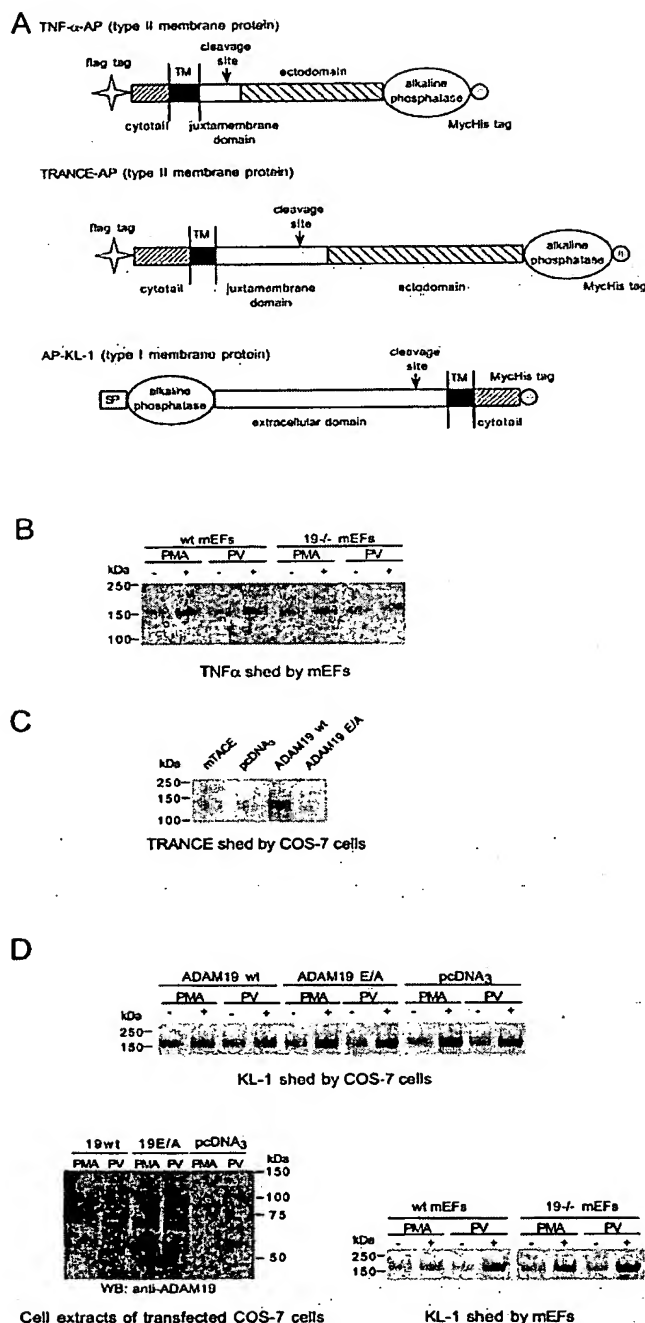 A TNF-α-AP (type II membrane protein)
flag tag
TM
cleavage
site
ectodomain
alkaline
phosphatase
cytotail
juxtamembrane
domain
MycHis tag
TRANCE-AP (type II membrane protein)
flag tag
TM
cleavage
site
alkaline
phosphatase
cytotail
juxtamembrane
domain
ectodomain
MycHis tag
AP-KL-1 (type I membrane protein)
cleavage
site
TM
MycHis tag
SP
alkaline
phosphatase
extracellular domain
cytotail
B
wt mEFs 19-/- mEFs
PMA PV PMA PV
kDa - + - + - + - +
250
150
100
TNFα shed by mEFs
C
kDa mTACE pcDNA3 ADAM19 wt ADAM19 E/A
250
150
100
TRANCE shed by COS-7 cells
D
ADAM19 wt ADAM19 E/A pcDNA3
PMA PV PMA PV PMA PV
kDa - + - + - + - + - + - +
250
150
KL-1 shed by COS-7 cells
19wt 19E/A pcDNA3 kDa
PMA PV PMA PV PMA PV
150
100
75
50
WB: anti-ADAM19
Cell extracts of transfected COS-7 cells
wt mEFs 19-/- mEFs
PMA PV PMA PV
kDa - + - + - + - +
250
150
KL-1 shed by mEFs